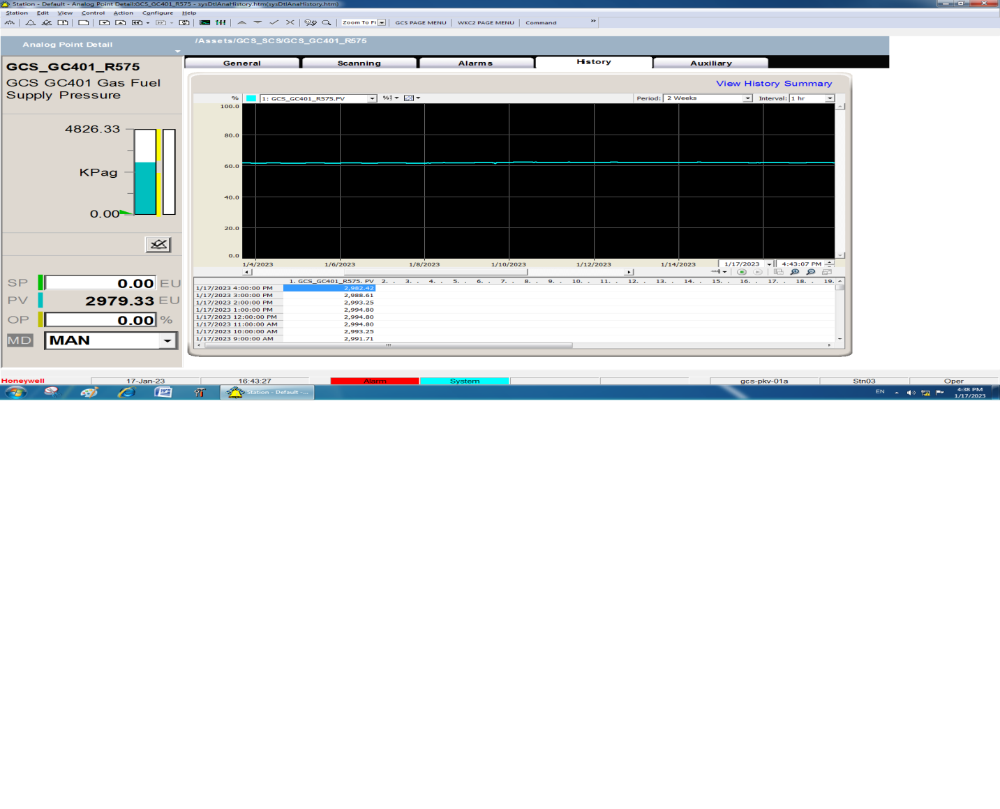 Station - Default - Analog Point Detail:GCS_GC401_R575 - sysDtlAnaHistory.htm(sysDtlAnaHistory.htm)
Station Edit View Control Action Configure Help
Zoom To Fi GCS PAGE MENU WKC2 PAGE MENU Command »
Analog Point Detail
/Assets/GCS_SCS/GCS_GC401_R575
General Scanning Alarms History Auxiliary
GCS_GC401_R575
GCS GC401 Gas Fuel
Supply Pressure
4826.33
KPag
0.00
SP 0.00 EU
PV 2979.33 EU
OP 0.00 %
MD MAN
View History Summary
% 1: GCS_GC401_R575.PV Period: 2 Weeks Interval: 1 hr
100.0
80.0
60.0
40.0
20.0
0.0
1/4/2023 1/6/2023 1/8/2023 1/10/2023 1/12/2023 1/14/2023 1/17/2023 4:43:07 PM
1. GCS_GC401_R575. PV 2. . 3. . 4. . 5. . 6. . 7. . 8. . 9. . 10. . 11. . 12. . 13. . 14. . 15. . 16. . 17. . 18. . 19.
1/17/2023 4:00:00 PM 2,982.42
1/17/2023 3:00:00 PM 2,988.61
1/17/2023 2:00:00 PM 2,993.25
1/17/2023 1:00:00 PM 2,994.80
1/17/2023 12:00:00 PM 2,994.80
1/17/2023 11:00:00 AM 2,994.80
1/17/2023 10:00:00 AM 2,993.25
1/17/2023 9:00:00 AM 2,991.71
Honeywell 17-Jan-23 16:43:27 Alarm System gcs-pkv-01a Stn03 Oper
Station - Default -...
EN 4:38 PM
1/17/2023